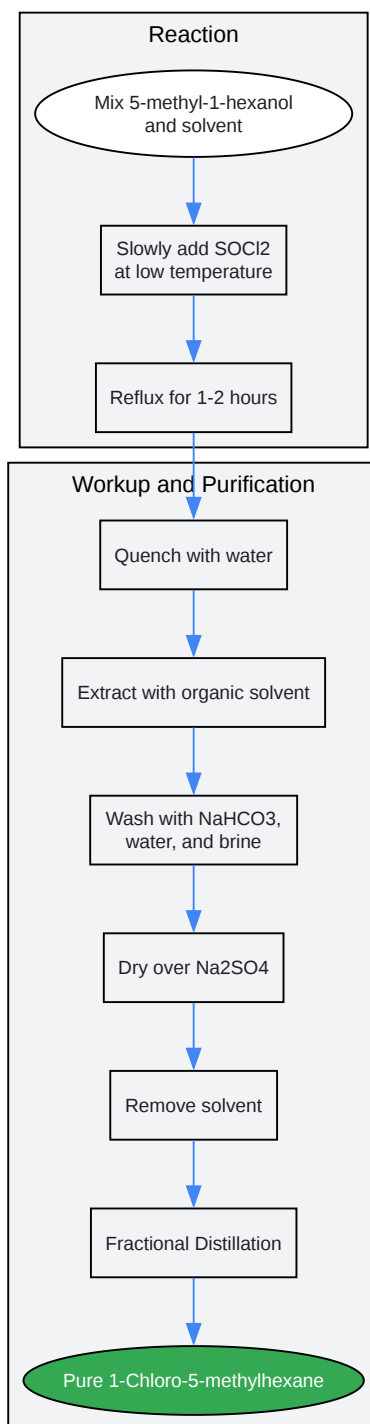 Reaction
Mix 5-methyl-1-hexanol
and solvent
Slowly add SOCl2
at low temperature
Reflux for 1-2 hours
Workup and Purification
Quench with water
Extract with organic solvent
Wash with NaHCO3,
water, and brine
Dry over Na2SO4
Remove solvent
Fractional Distillation
Pure 1-Chloro-5-methylhexane